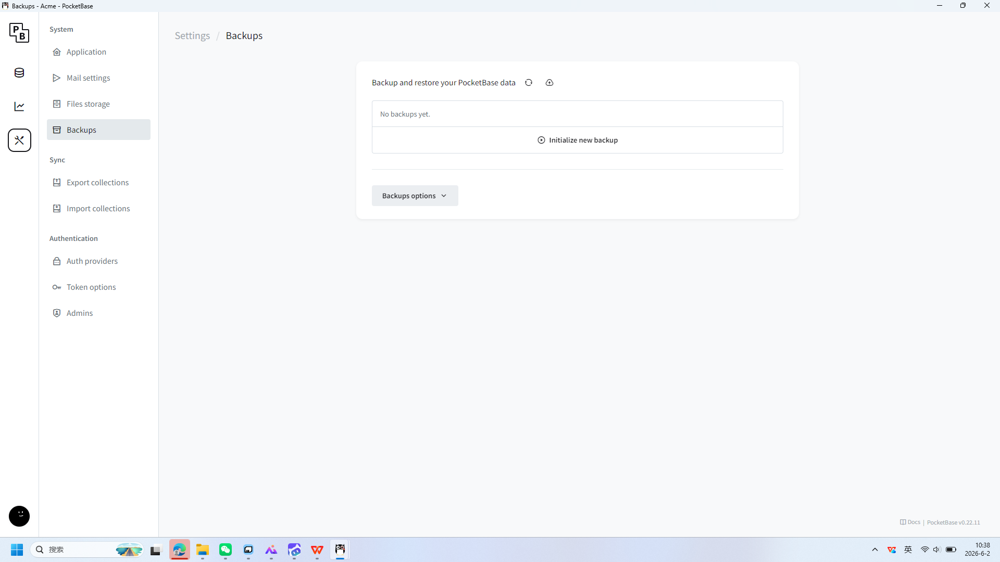 Backups - Acme - PocketBase
P
B
System
Application
Mail settings
Files storage
Backups
Sync
Export collections
Import collections
Authentication
Auth providers
Token options
Admins
Settings / Backups
Backup and restore your PocketBase data
No backups yet.
Initialize new backup
Backups options
Docs | PocketBase v0.22.11
搜索
英
10:38
2026-6-2